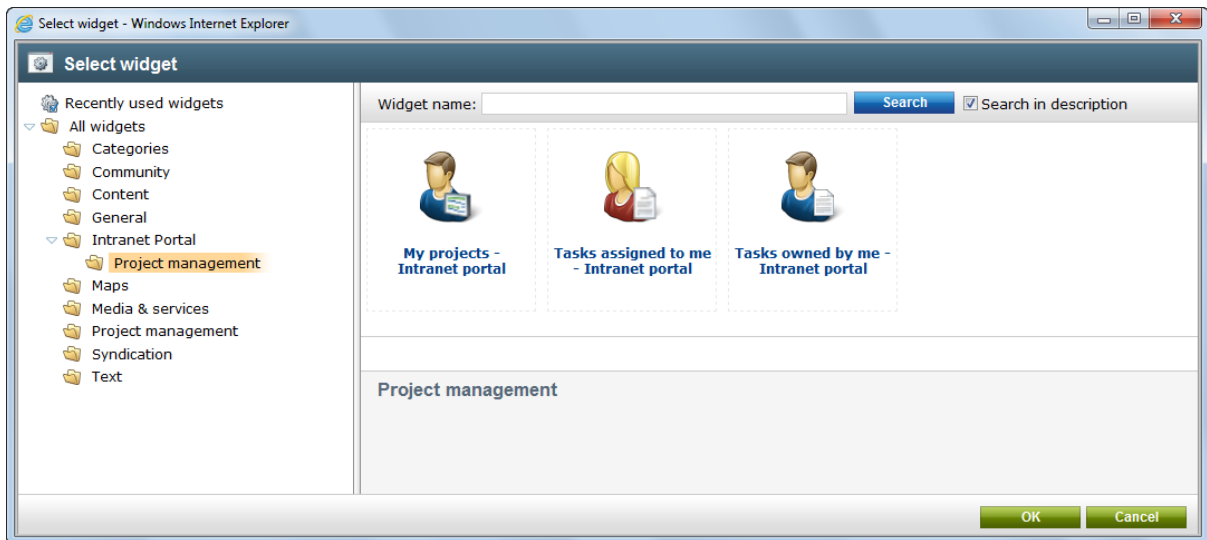 Select widget - Windows Internet Explorer
Select widget
Recently used widgets
All widgets
Categories
Community
Content
General
Intranet Portal
Project management
Maps
Media & services
Project management
Syndication
Text
Widget name:
Search
Search in description
My projects -
Intranet portal
Tasks assigned to me
- Intranet portal
Tasks owned by me -
Intranet portal
Project management
OK
Cancel